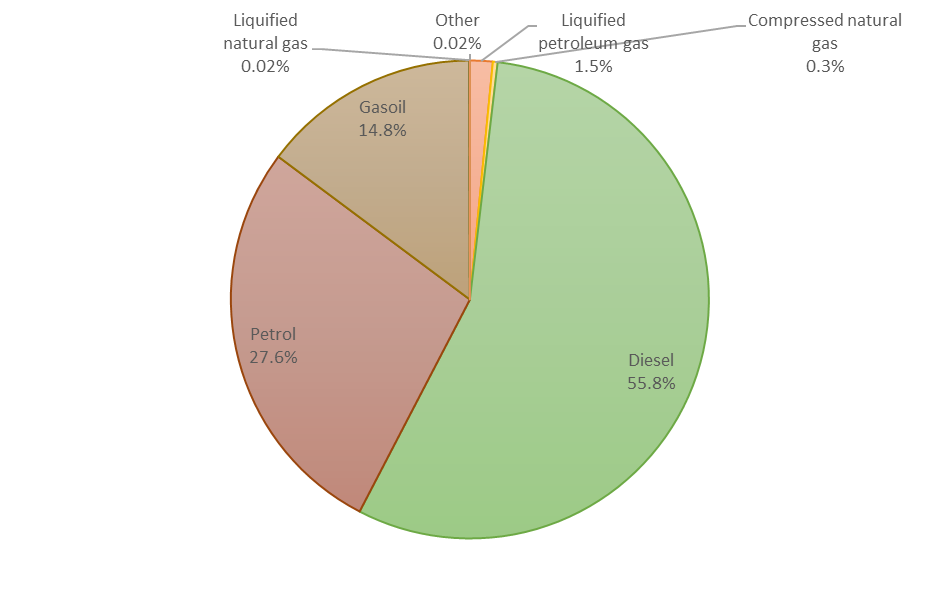 Liquified
natural gas
0.02%
Other
0.02%
Liquified
petroleum gas
1.5%
Compressed natural
gas
0.3%
Gasoil
14.8%
Petrol
27.6%
Diesel
55.8%